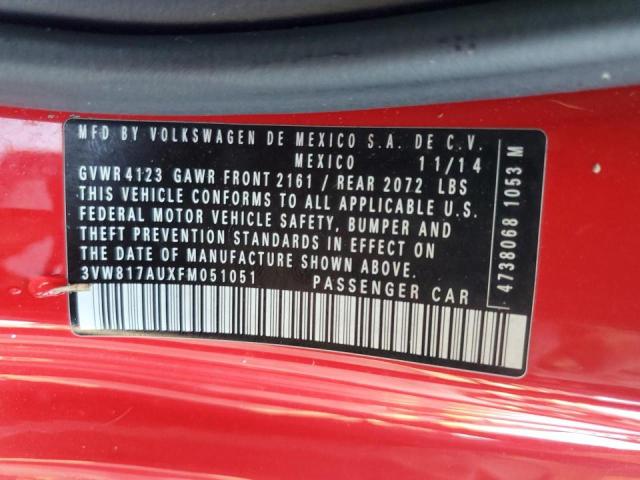 MFD BY VOLKSWAGEN DE MEXICO S.A. DE C.V.
MEXICO 11/14
GVWR 4123 GAWR FRONT 2161 / REAR 2072 LBS
THIS VEHICLE CONFORMS TO ALL APPLICABLE U.S.
FEDERAL MOTOR VEHICLE SAFETY, BUMPER AND
THEFT PREVENTION STANDARDS IN EFFECT ON
THE DATE OF MANUFACTURE SHOWN ABOVE.
3VW817AUXFM051051 PASSENGER CAR
4738068 1053 M